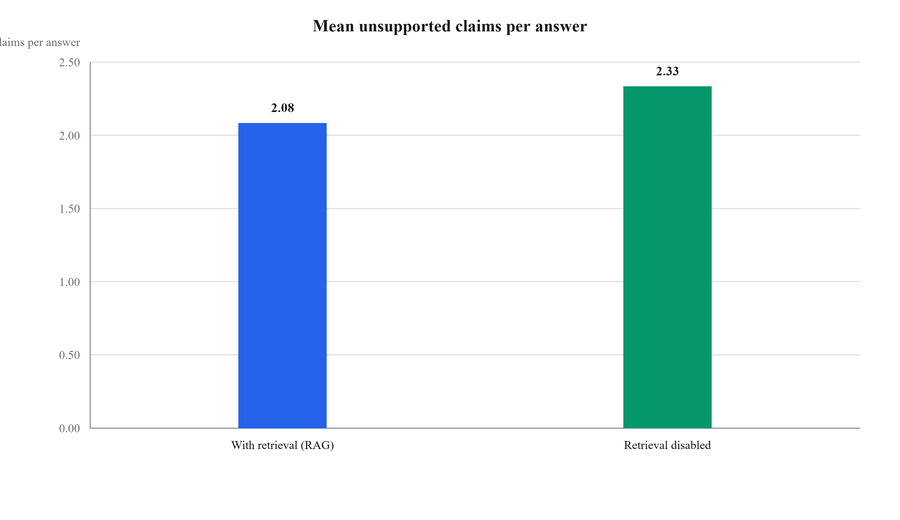 Mean unsupported claims per answer
laims per answer
2.50
2.33
2.08
2.00
1.50
1.00
0.50
0.00
With retrieval (RAG)
Retrieval disabled